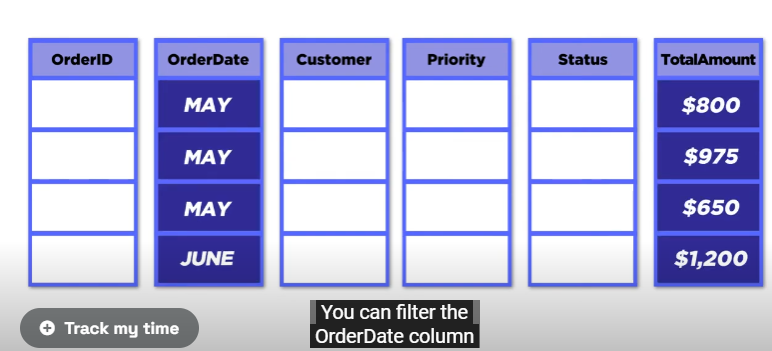 OrderID OrderDate Customer Priority Status TotalAmount
MAY $800
MAY $975
MAY $650
JUNE $1,200
Track my time
You can filter the
OrderDate column